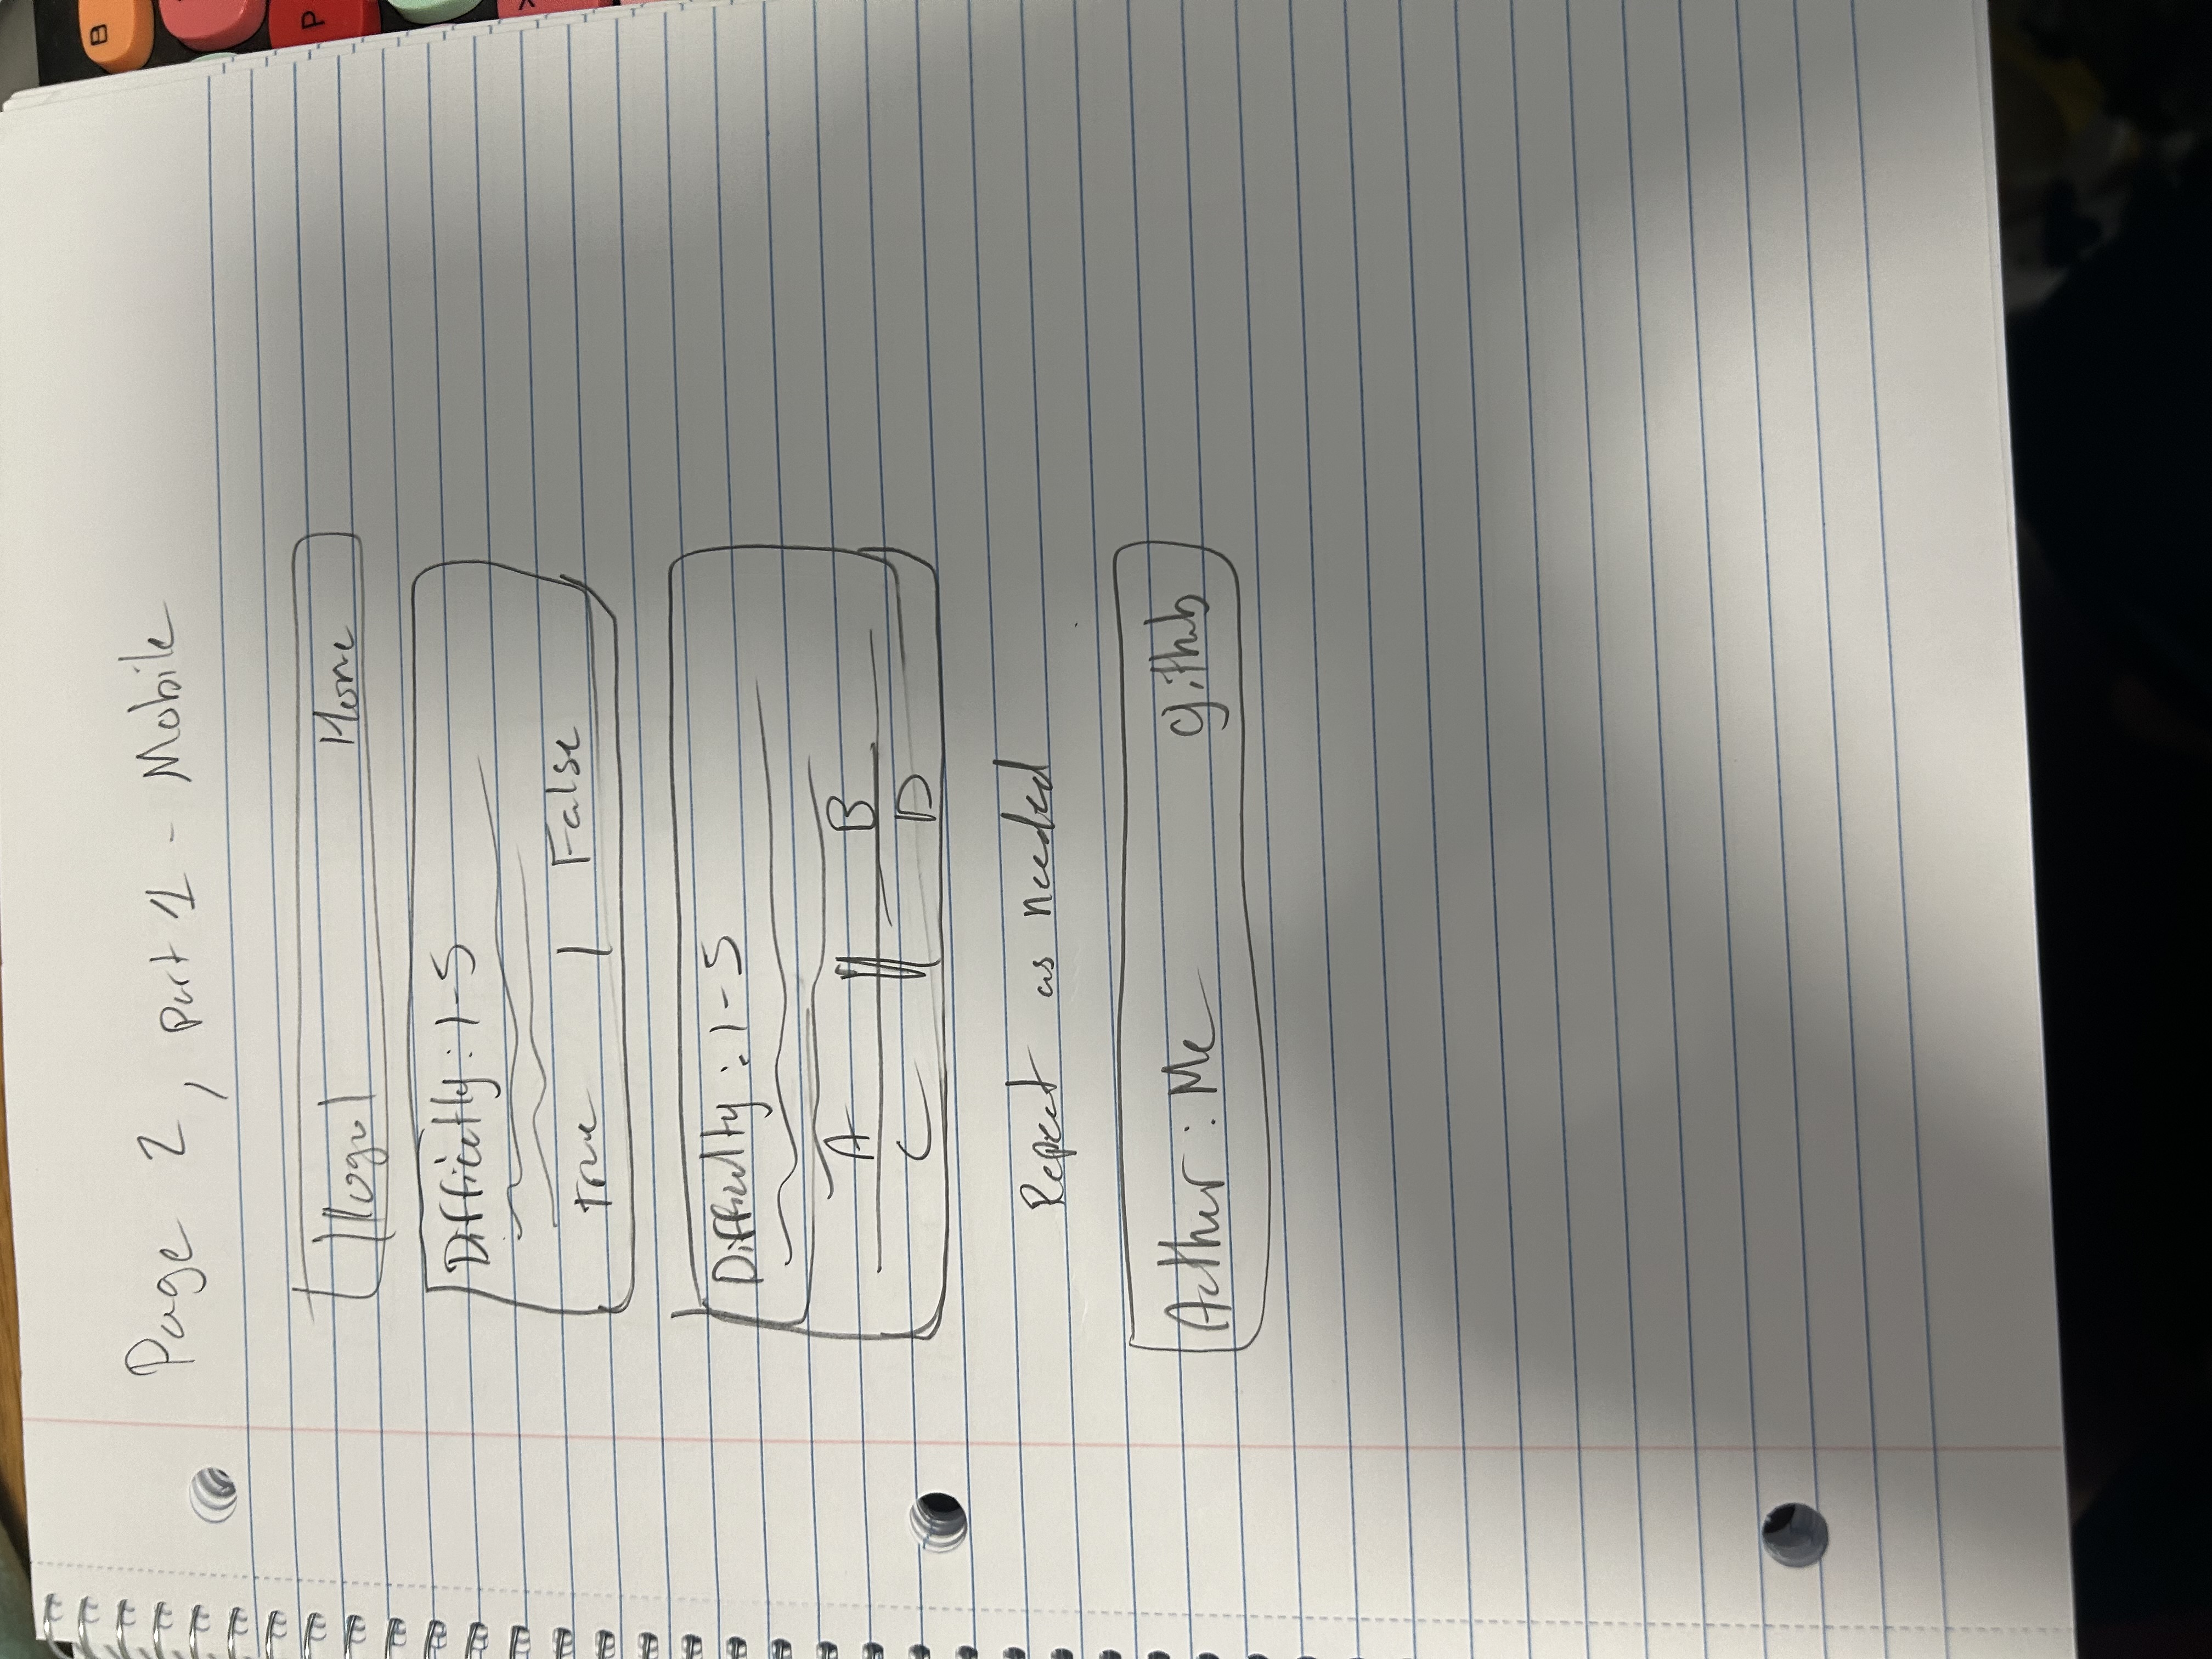 Page 2, part 1 - Mobile
logo Home
Difficulty: 1-5
True | False
Difficulty: 1-5
A B
C D
Repeat as needed
Auther: Me github
B
P